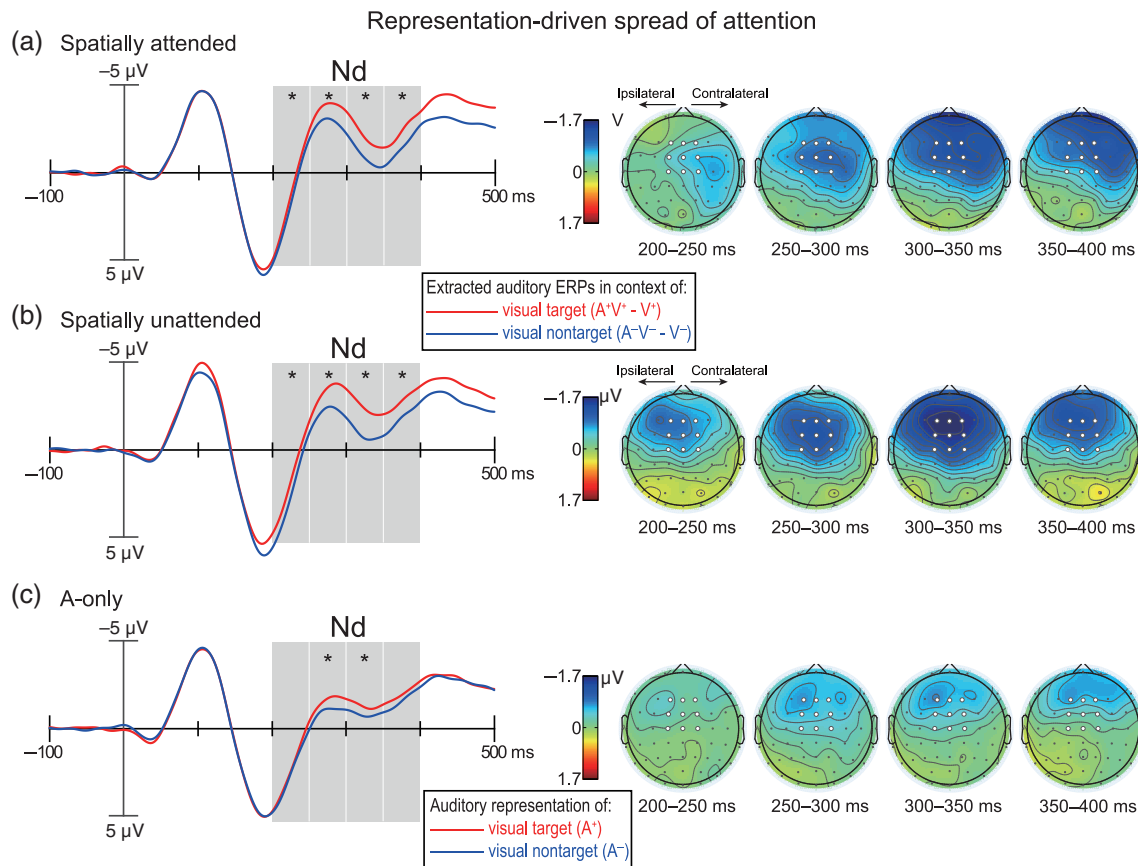 Representation-driven spread of attention
(a) Spatially attended
−5 µV
Nd
* * * *
−100
500 ms
5 µV
Ipsilateral Contralateral
−1.7 V
0
1.7
200–250 ms 250–300 ms 300–350 ms 350–400 ms
Extracted auditory ERPs in context of:
visual target (A⁺V⁺ - V⁺)
visual nontarget (A⁻V⁻ - V⁻)
(b) Spatially unattended
−5 µV
Nd
* * * *
−100
500 ms
5 µV
Ipsilateral Contralateral
−1.7 µV
0
1.7
200–250 ms 250–300 ms 300–350 ms 350–400 ms
(c) A-only
−5 µV
Nd
* *
−100
500 ms
5 µV
−1.7 µV
0
1.7
200–250 ms 250–300 ms 300–350 ms 350–400 ms
Auditory representation of:
visual target (A⁺)
visual nontarget (A⁻)